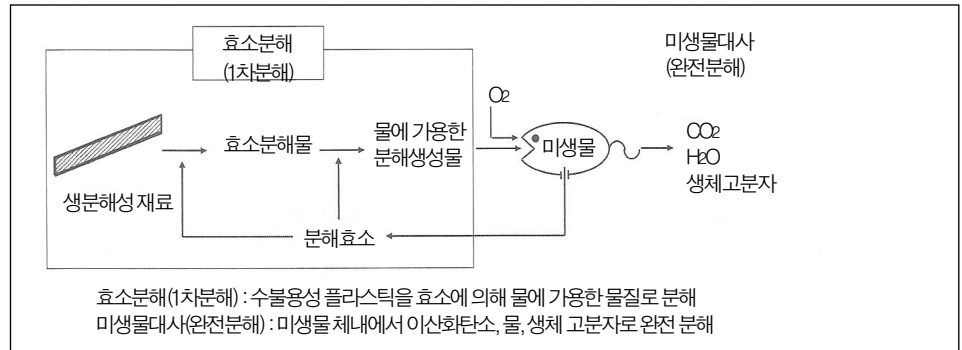 효소분해
(1차분해)
미생물대사
(완전분해)
O2
효소분해물
물에 가용한
분해생성물
미생물
CO2
H2O
생체고분자
생분해성 재료
분해효소
효소분해(1차분해) : 수불용성 플라스틱을 효소에 의해 물에 가용한 물질로 분해
미생물대사(완전분해) : 미생물 체내에서 이산화탄소, 물, 생체 고분자로 완전 분해